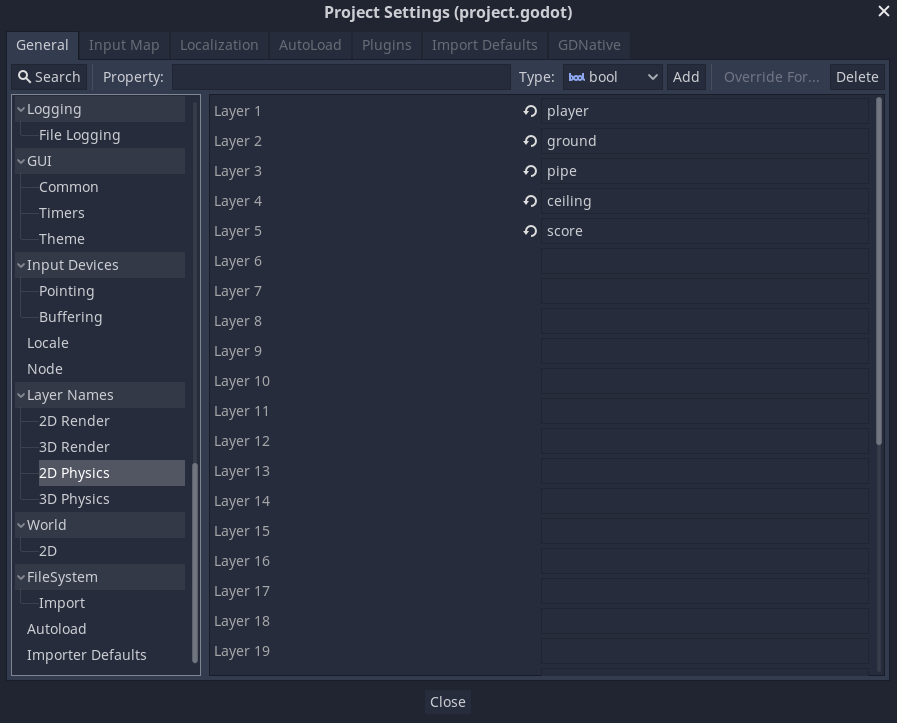 Project Settings (project.godot)
General Input Map Localization AutoLoad Plugins Import Defaults GDNative
Search Property: Type: bool Add Override For... Delete
Logging
File Logging
GUI
Common
Timers
Theme
Input Devices
Pointing
Buffering
Locale
Node
Layer Names
2D Render
3D Render
2D Physics
3D Physics
World
2D
FileSystem
Import
Autoload
Importer Defaults
Layer 1 player
Layer 2 ground
Layer 3 pipe
Layer 4 ceiling
Layer 5 score
Layer 6
Layer 7
Layer 8
Layer 9
Layer 10
Layer 11
Layer 12
Layer 13
Layer 14
Layer 15
Layer 16
Layer 17
Layer 18
Layer 19
Close